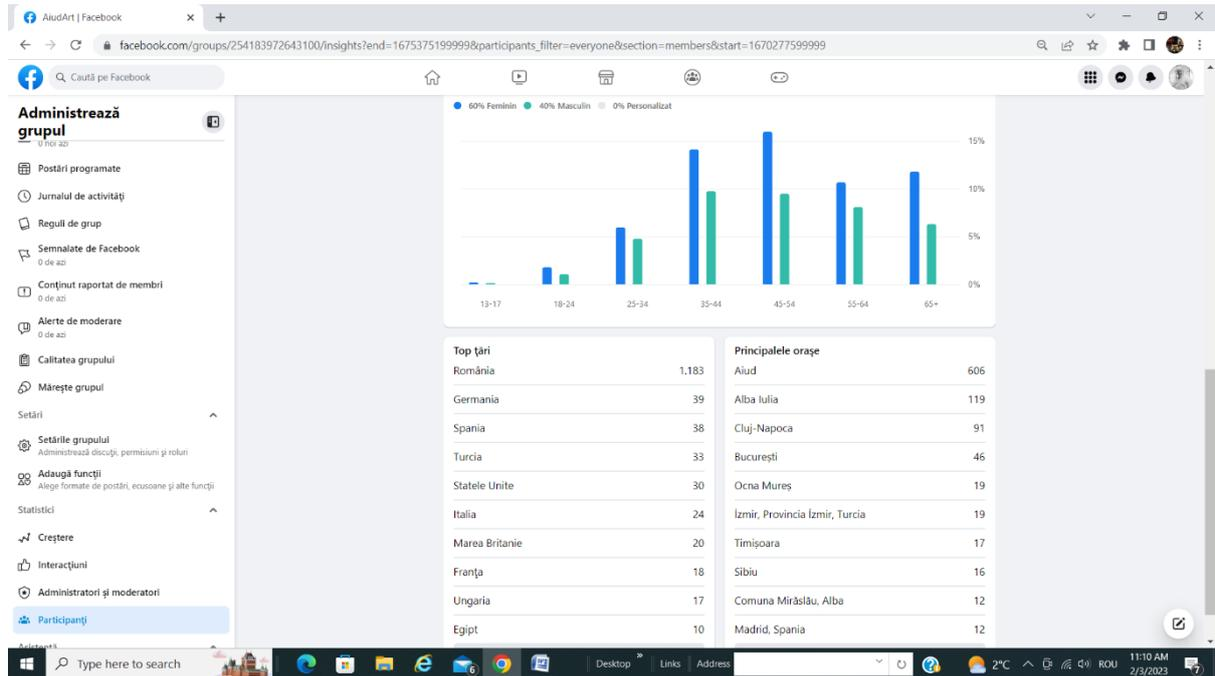 AiudArt | Facebook
facebook.com/groups/254183972643100/insights?end=1675375199999&participants_filter=everyone&section=members&start=1670277599999
Caută pe Facebook
Administrează
grupul
0 noi azi
Postări programate
Jurnalul de activități
Reguli de grup
Semnalate de Facebook
0 de azi
Conținut raportat de membri
0 de azi
Alerte de moderare
0 de azi
Calitatea grupului
Mărește grupul
Setări
Setările grupului
Administrează discuții, permisiuni și roluri
Adaugă funcții
Alege formate de postări, ecusoane și alte funcții
Statistici
Creștere
Interacțiuni
Administratori și moderatori
Participanți
Asistență
60% Feminin 40% Masculin 0% Personalizat
15%
10%
5%
0%
13-17 18-24 25-34 35-44 45-54 55-64 65+
Top țări
România 1.183
Germania 39
Spania 38
Turcia 33
Statele Unite 30
Italia 24
Marea Britanie 20
Franța 18
Ungaria 17
Egipt 10
Principalele orașe
Aiud 606
Alba Iulia 119
Cluj-Napoca 91
București 46
Ocna Mureș 19
İzmir, Provincia İzmir, Turcia 19
Timișoara 17
Sibiu 16
Comuna Mirăslău, Alba 12
Madrid, Spania 12
Type here to search
6
Desktop » Links Address
2°C ROU
11:10 AM
2/3/2023
7